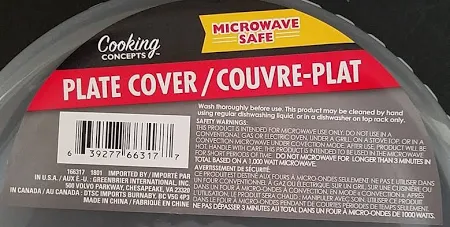 Cooking
CONCEPTS™
MICROWAVE
SAFE
PLATE COVER / COUVRE-PLAT
Wash thoroughly before use. This product may be cleaned by hand
using regular dishwashing liquid, or in a dishwasher on top rack only.
SAFETY WARNINGS:
THIS PRODUCT IS INTENDED FOR MICROWAVE USE ONLY. DO NOT USE IN A
CONVENTIONAL GAS OR ELECTRIC OVEN, UNDER A GRILL, ON A STOVE TOP, OR IN A
CONVECTION MICROWAVE UNDER CONVECTION MODE. AFTER USE, PRODUCT WILL BE
HOT. HANDLE WITH CARE! THIS PRODUCT IS INTENDED TO BE USED IN A MICROWAVE
FOR SHORT PERIODS OF TIME. DO NOT MICROWAVE FOR LONGER THAN 3 MINUTES IN
TOTAL BASED ON A 1,000 WATT MICROWAVE.
AVERTISSEMENT DE SÉCURITÉ:
CE PRODUIT EST DESTINÉ AUX FOURS À MICRO-ONDES SEULEMENT. NE PAS UTILISER DANS
UN FOUR CONVENTIONNEL À GAZ OU ÉLECTRIQUE, SUR UN GRIL, SUR UNE CUISINIÈRE OU
DANS UN FOUR À MICRO-ONDES À CONVECTION EN MODE CONVECTION. APRÈS
UTILISATION, LE PRODUIT SERA CHAUD; MANIPULER AVEC SOIN. UTILISER CE PRODUIT
DANS LE FOUR À MICRO-ONDES PENDANT DE COURTES PÉRIODES DE TEMPS SEULEMENT.
NE PAS DÉPASSER 3 MINUTES AU TOTAL DANS UN FOUR À MICRO-ONDES DE 1000 WATTS.
6 39277 66317 7
166317 1801 IMPORTED BY / IMPORTÉ PAR
IN U.S.A. / AUX É.-U. : GREENBRIER INTERNATIONAL, INC.
500 VOLVO PARKWAY, CHESAPEAKE, VA 23320
IN CANADA / AU CANADA : DTSC IMPORTS BURNABY, BC V5G 4P3
MADE IN CHINA / FABRIQUÉ EN CHINE